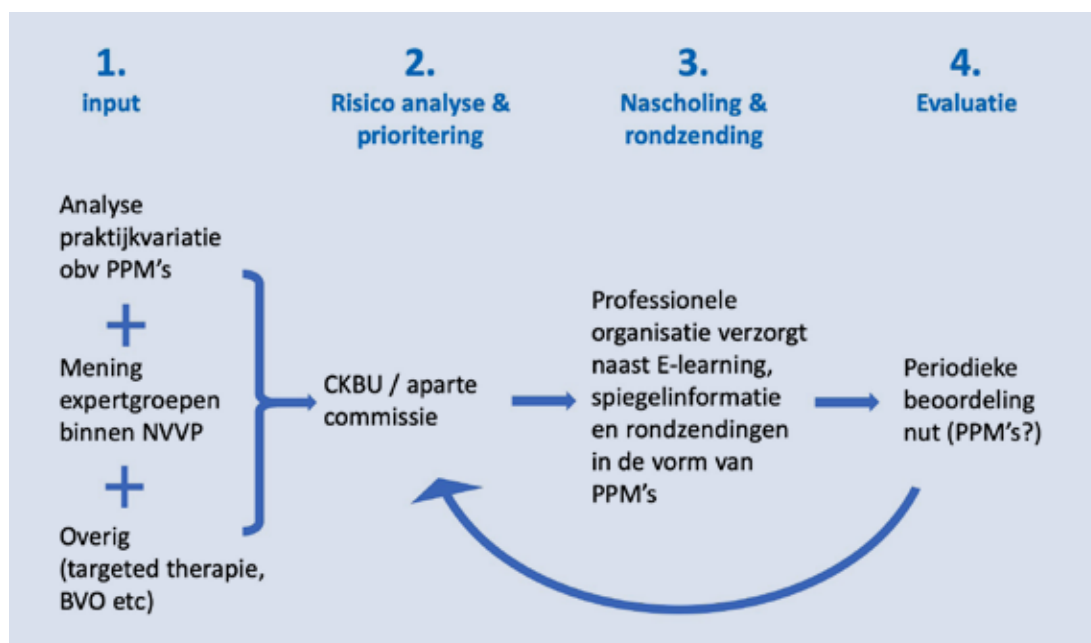 1.
input
2.
Risico analyse &
prioritering
3.
Nascholing &
rondzending
4.
Evaluatie
Analyse
praktijkvariatie
obv PPM's
+
Mening
expertgroepen
binnen NVVP
+
Overig
(targeted therapie,
BVO etc)
CKBU / aparte
commissie
Professionele
organisatie verzorgt
naast E-learning,
spiegelinformatie
en rondzendingen
in de vorm van
PPM's
Periodieke
beoordeling
nut (PPM's?)